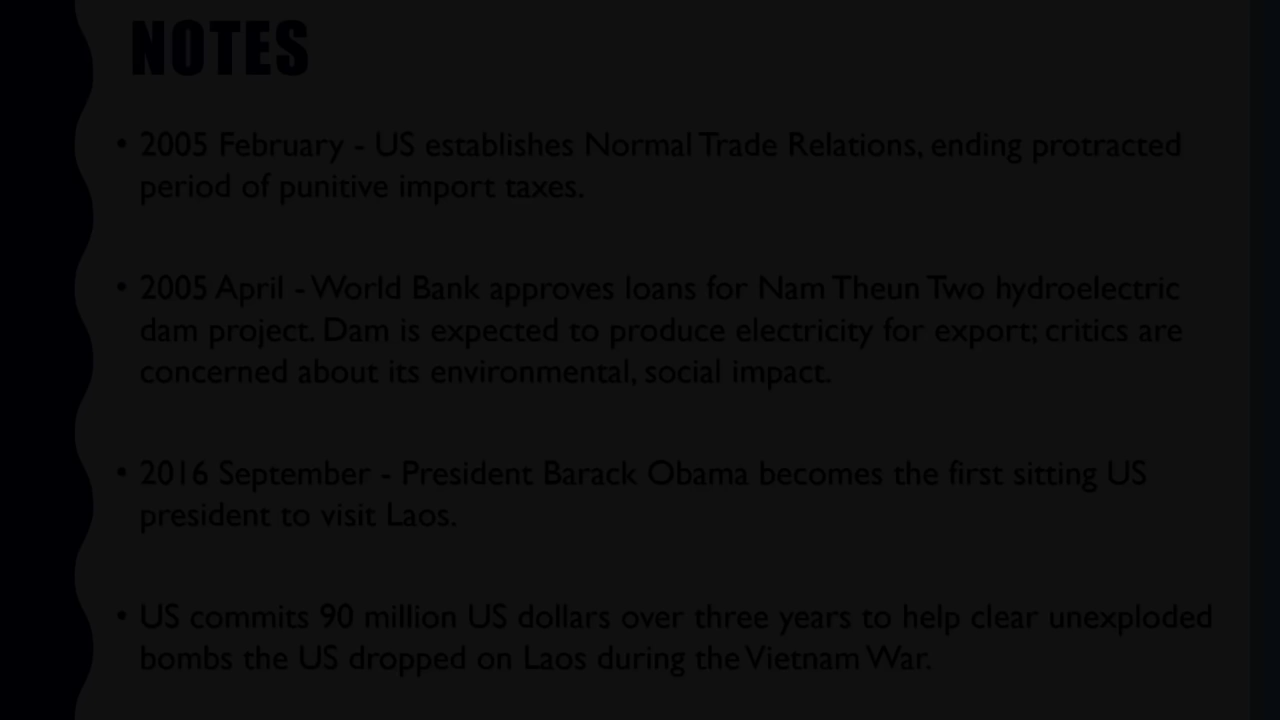 NOTES
• 2005 February - US establishes Normal Trade Relations, ending protracted
period of punitive import taxes.
• 2005 April - World Bank approves loans for Nam Theun Two hydroelectric
dam project. Dam is expected to produce electricity for export; critics are
concerned about its environmental, social impact.
• 2016 September - President Barack Obama becomes the first sitting US
president to visit Laos.
• US commits 90 million US dollars over three years to help clear unexploded
bombs the US dropped on Laos during the Vietnam War.